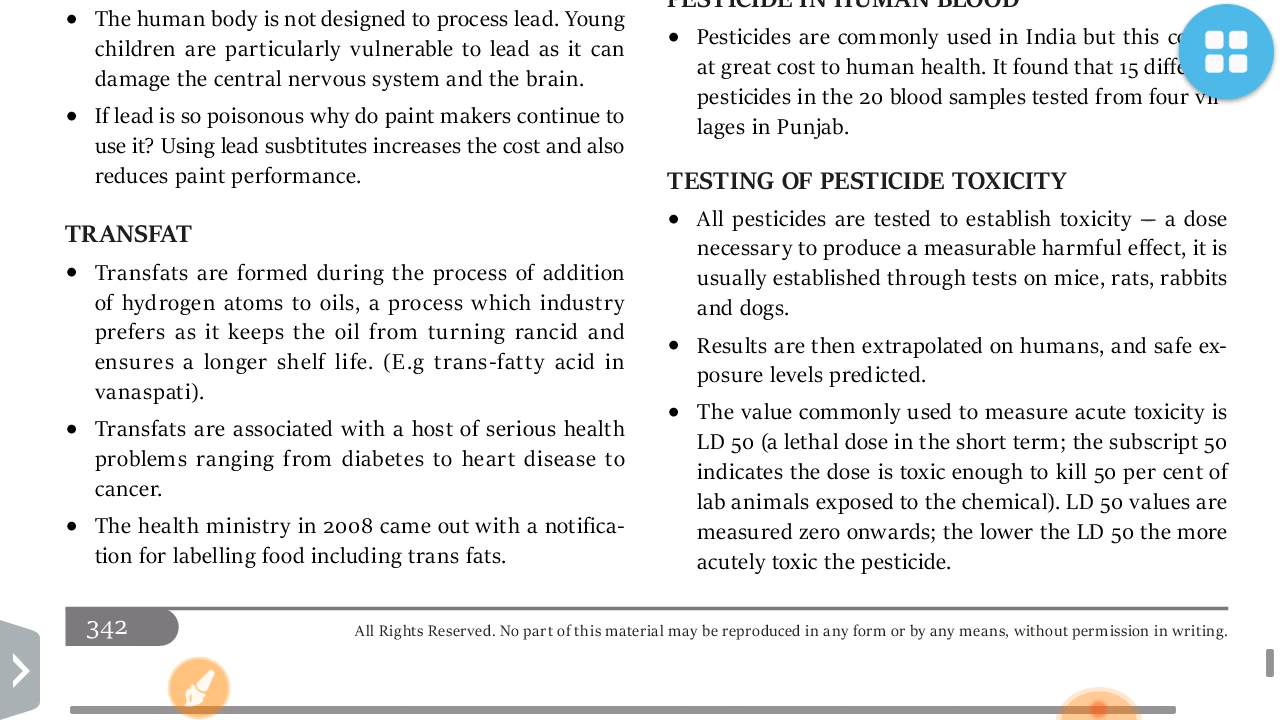 • The human body is not designed to process lead. Young
children are particularly vulnerable to lead as it can
damage the central nervous system and the brain.
• If lead is so poisonous why do paint makers continue to
use it? Using lead susbtitutes increases the cost and also
reduces paint performance.
TRANSFAT
• Transfats are formed during the process of addition
of hydrogen atoms to oils, a process which industry
prefers as it keeps the oil from turning rancid and
ensures a longer shelf life. (E.g trans-fatty acid in
vanaspati).
• Transfats are associated with a host of serious health
problems ranging from diabetes to heart disease to
cancer.
• The health ministry in 2008 came out with a notifica-
tion for labelling food including trans fats.
PESTICIDE IN HUMAN BLOOD
• Pesticides are commonly used in India but this
at great cost to human health. It found that 15
pesticides in the 20 blood samples tested from four vil-
lages in Punjab.
TESTING OF PESTICIDE TOXICITY
• All pesticides are tested to establish toxicity — a dose
necessary to produce a measurable harmful effect, it is
usually established through tests on mice, rats, rabbits
and dogs.
• Results are then extrapolated on humans, and safe ex-
posure levels predicted.
• The value commonly used to measure acute toxicity is
LD 50 (a lethal dose in the short term; the subscript 50
indicates the dose is toxic enough to kill 50 per cent of
lab animals exposed to the chemical). LD 50 values are
measured zero onwards; the lower the LD 50 the more
acutely toxic the pesticide.
342
All Rights Reserved. No part of this material may be reproduced in any form or by any means, without permission in writing.